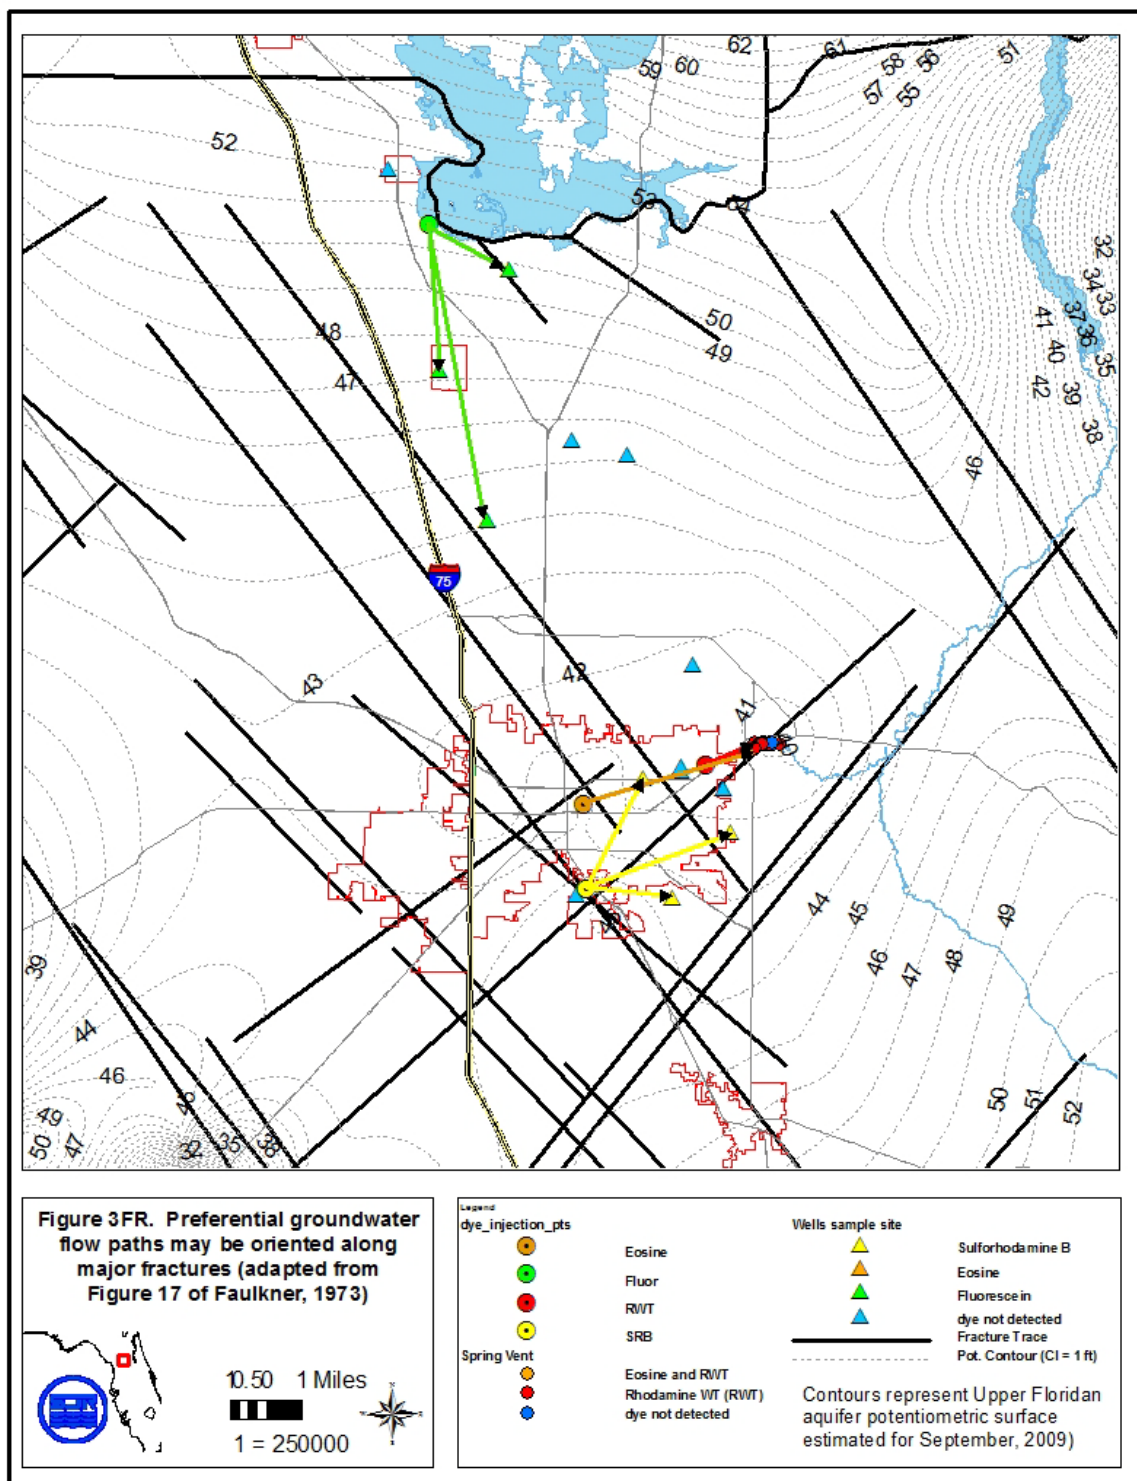 62
61
51
59
60
58
56
57
55
52
53
54
32
34
33
37
41
36
40
35
42
39
38
50
49
48
47
46
75
43
42
41
40
44
45
49
46
47
48
39
44
46
45
49
50
47
32
35
38
50
51
52
Figure 3FR. Preferential groundwater
flow paths may be oriented along
major fractures (adapted from
Figure 17 of Faulkner, 1973)
10.50 1 Miles
1 = 250000
Legend
dye_injection_pts
Eosine
Fluor
RWT
SRB
Spring Vent
Eosine and RWT
Rhodamine WT (RWT)
dye not detected
Wells sample site
Sulforhodamine B
Eosine
Fluorescein
dye not detected
Fracture Trace
Pot. Contour (CI = 1 ft)
Contours represent Upper Floridan
aquifer potentiometric surface
estimated for September, 2009)